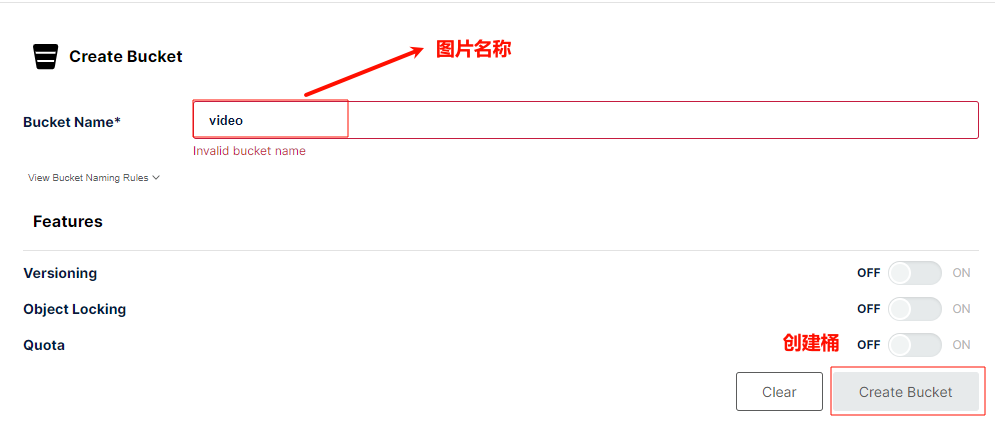 Create Bucket
图片名称
Bucket Name*
video
Invalid bucket name
View Bucket Naming Rules
Features
Versioning
OFF ON
Object Locking
OFF ON
Quota
创建桶
OFF ON
Clear
Create Bucket